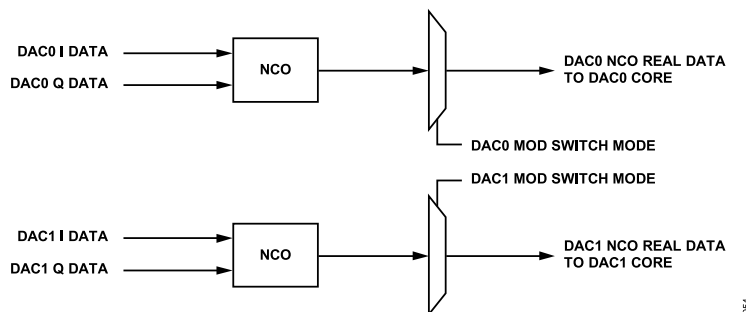 DAC0 I DATA
DAC0 Q DATA
NCO
DAC0 NCO REAL DATA
TO DAC0 CORE
DAC0 MOD SWITCH MODE
DAC1 MOD SWITCH MODE
DAC1 I DATA
DAC1 Q DATA
NCO
DAC1 NCO REAL DATA
TO DAC1 CORE